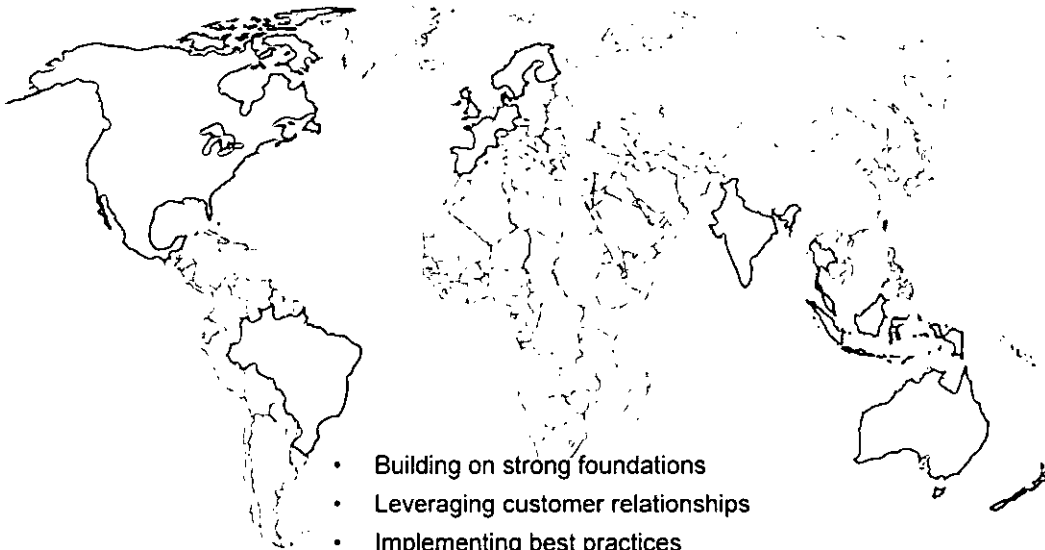 • Building on strong foundations
• Leveraging customer relationships
• Implementing best practices